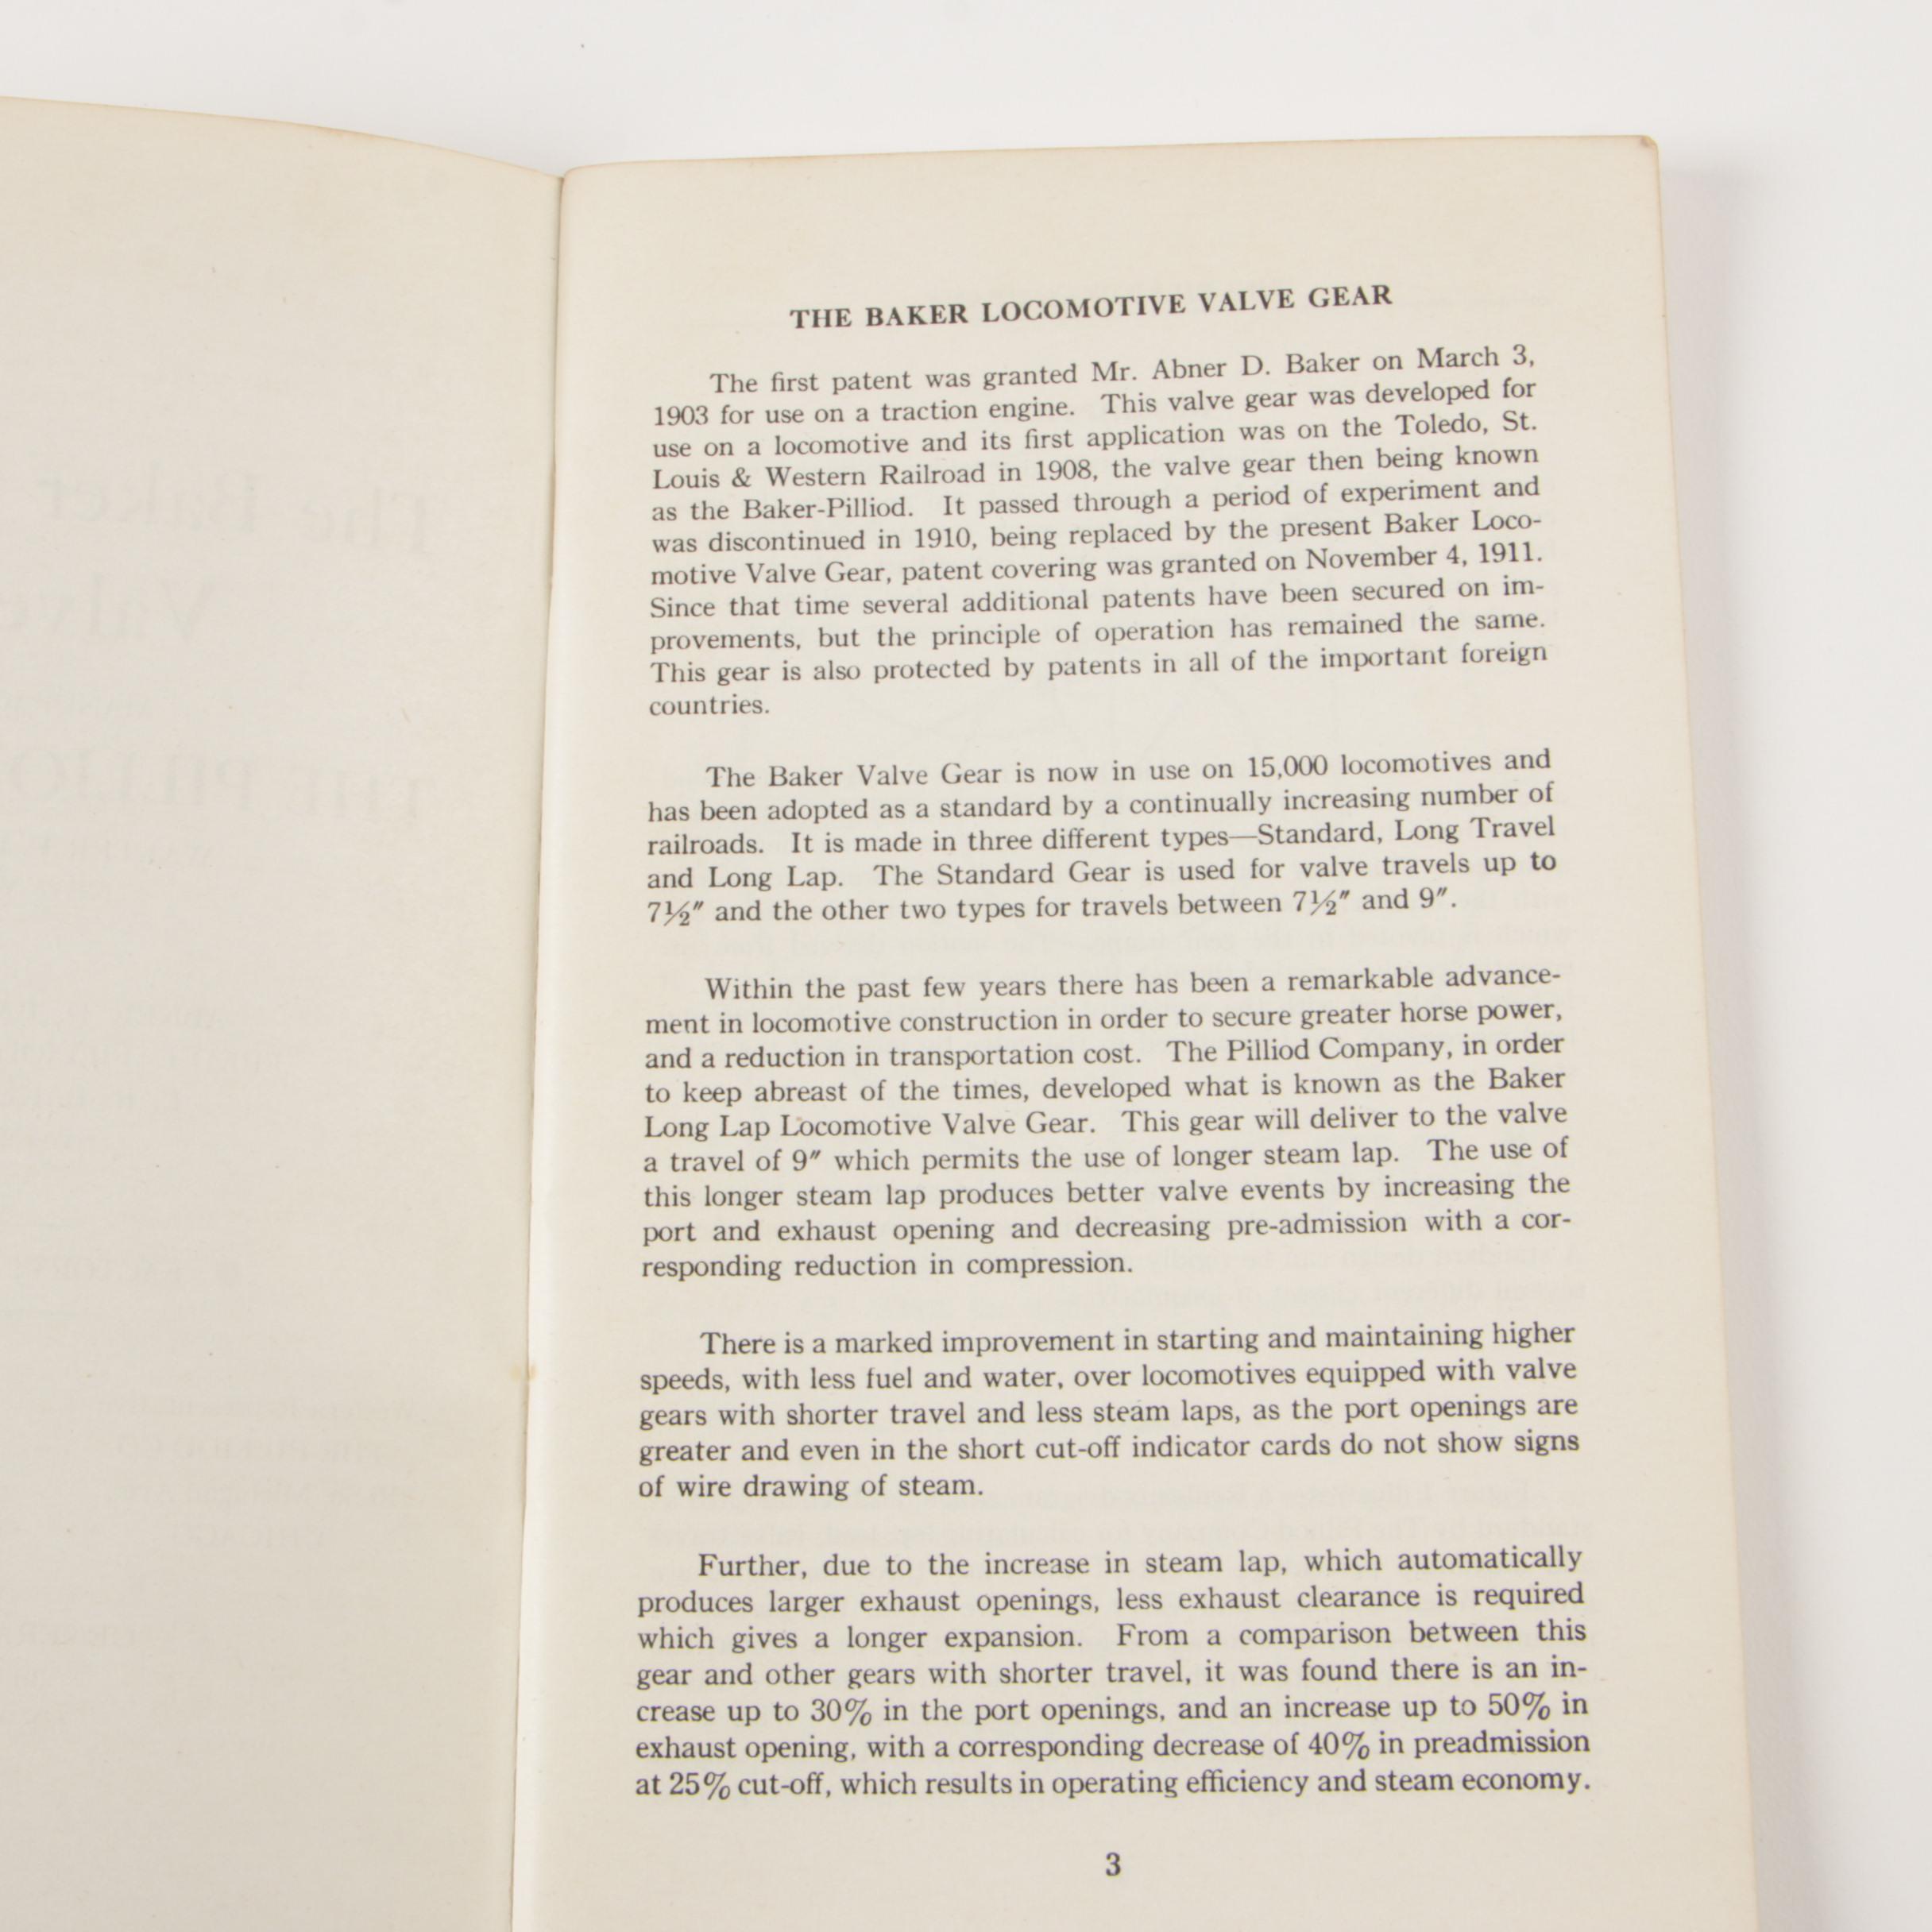 THE BAKER LOCOMOTIVE VALVE GEAR
The first patent was granted Mr. Abner D. Baker on March 3,
1903 for use on a traction engine. This valve gear was developed for
use on a locomotive and its first application was on the Toledo, St.
Louis & Western Railroad in 1908, the valve gear then being known
as the Baker-Pilliod. It passed through a period of experiment and
was discontinued in 1910, being replaced by the present Baker Loco-
motive Valve Gear, patent covering was granted on November 4, 1911.
Since that time several additional patents have been secured on im-
provements, but the principle of operation has remained the same.
This gear is also protected by patents in all of the important foreign
countries.
The Baker Valve Gear is now in use on 15,000 locomotives and
has been adopted as a standard by a continually increasing number of
railroads. It is made in three different types—Standard, Long Travel
and Long Lap. The Standard Gear is used for valve travels up to
7½″ and the other two types for travels between 7½″ and 9″.
Within the past few years there has been a remarkable advance-
ment in locomotive construction in order to secure greater horse power,
and a reduction in transportation cost. The Pilliod Company, in order
to keep abreast of the times, developed what is known as the Baker
Long Lap Locomotive Valve Gear. This gear will deliver to the valve
a travel of 9″ which permits the use of longer steam lap. The use of
this longer steam lap produces better valve events by increasing the
port and exhaust opening and decreasing pre-admission with a cor-
responding reduction in compression.
There is a marked improvement in starting and maintaining higher
speeds, with less fuel and water, over locomotives equipped with valve
gears with shorter travel and less steam laps, as the port openings are
greater and even in the short cut-off indicator cards do not show signs
of wire drawing of steam.
Further, due to the increase in steam lap, which automatically
produces larger exhaust openings, less exhaust clearance is required
which gives a longer expansion. From a comparison between this
gear and other gears with shorter travel, it was found there is an in-
crease up to 30% in the port openings, and an increase up to 50% in
exhaust opening, with a corresponding decrease of 40% in preadmission
at 25% cut-off, which results in operating efficiency and steam economy.
3